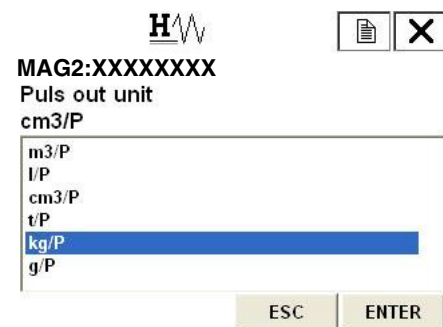 H
MAG2:XXXXXXXX
Puls out unit
cm3/P
m3/P
l/P
cm3/P
t/P
kg/P
g/P
ESC ENTER